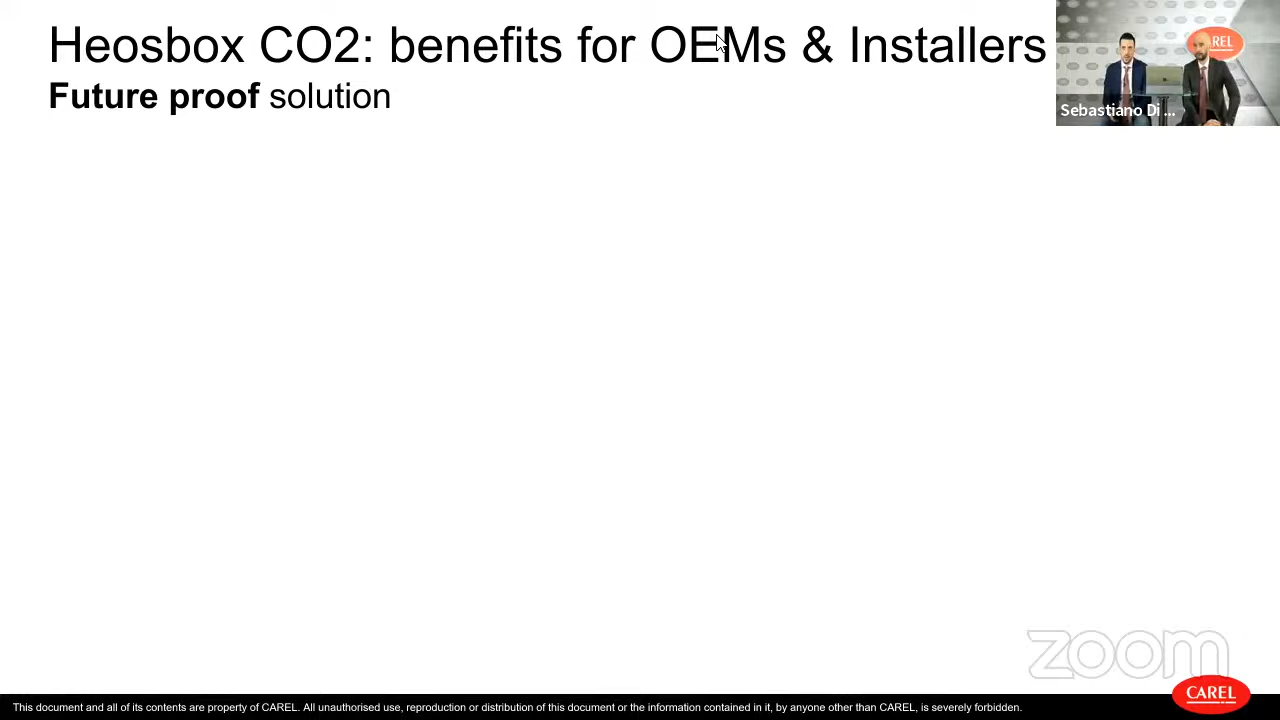 Heosbox CO2: benefits for OEMs & Installers
Future proof solution
REL
Sebastiano Di ...
zoom
CAREL
This document and all of its contents are property of CAREL. All unauthorised use, reproduction or distribution of this document or the information contained in it, by anyone other than CAREL, is severely forbidden.